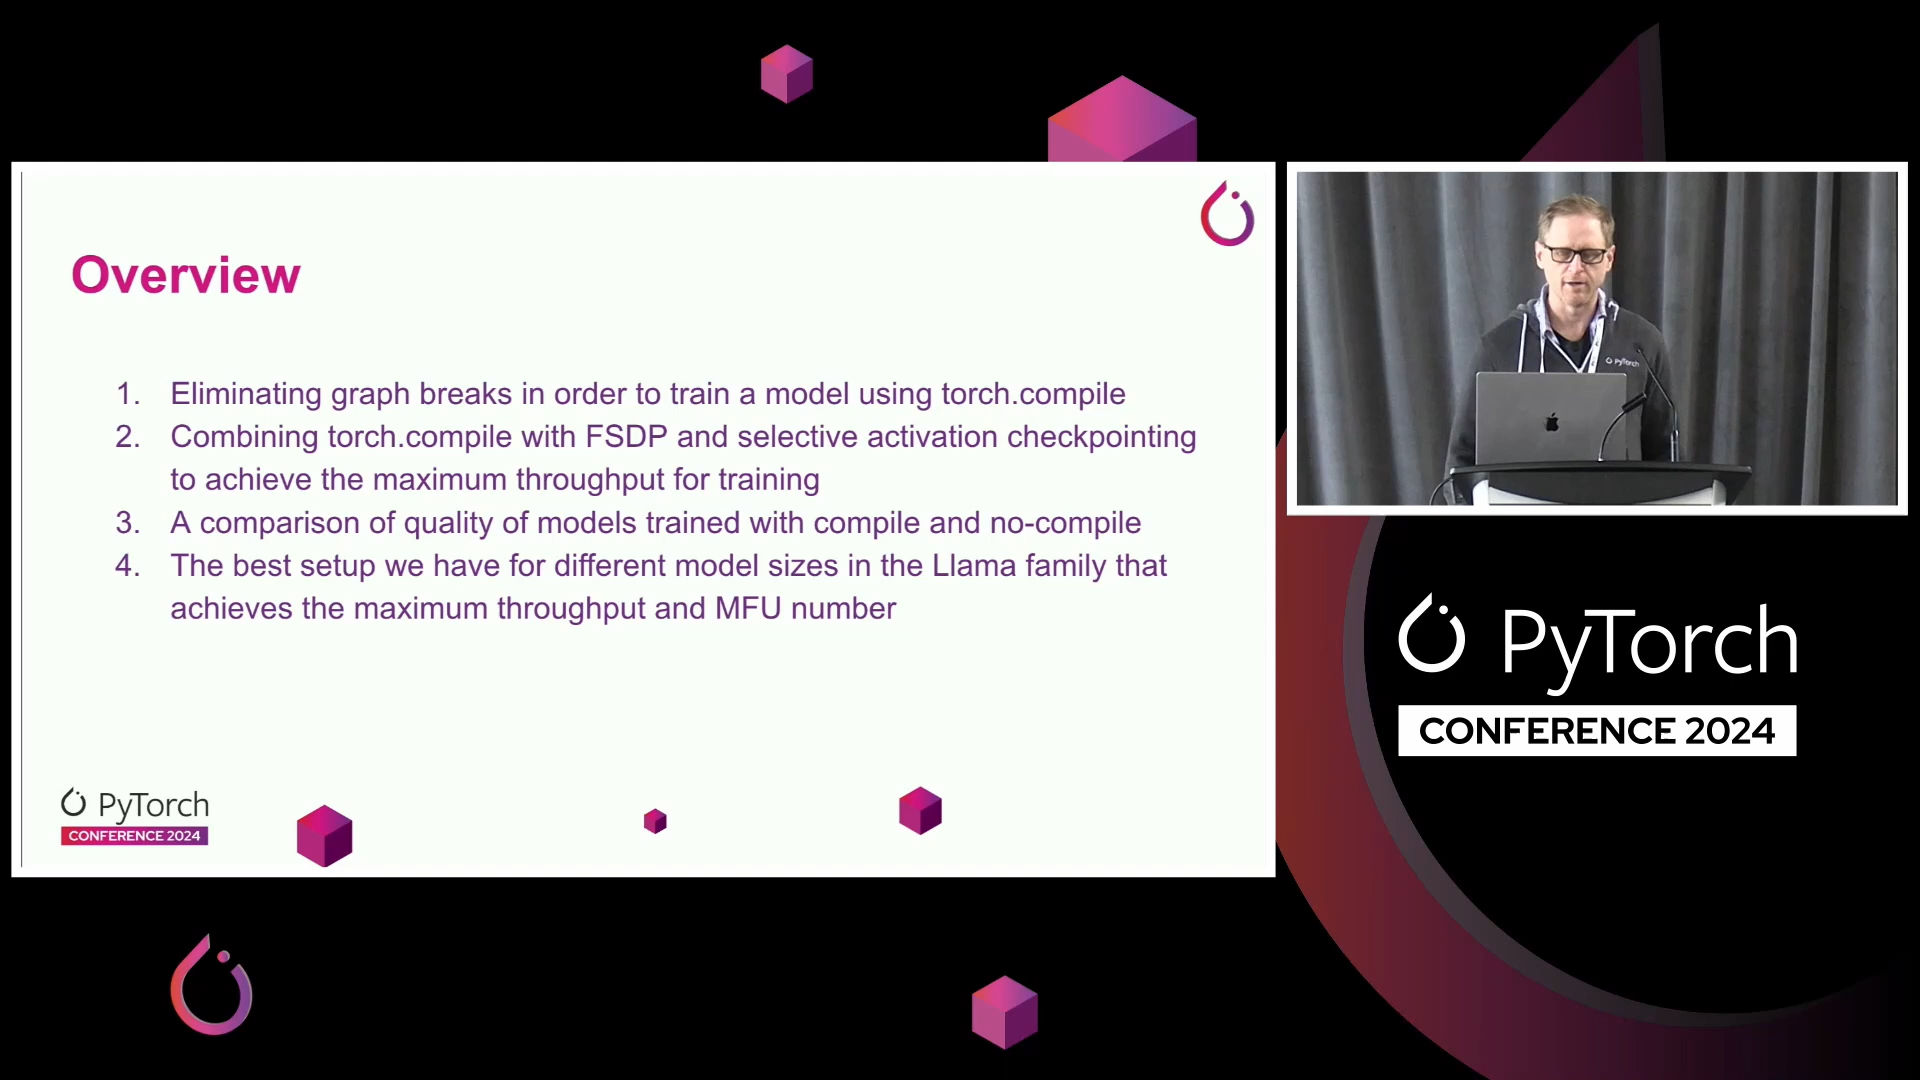 Overview
1. Eliminating graph breaks in order to train a model using torch.compile
2. Combining torch.compile with FSDP and selective activation checkpointing
to achieve the maximum throughput for training
3. A comparison of quality of models trained with compile and no-compile
4. The best setup we have for different model sizes in the Llama family that
achieves the maximum throughput and MFU number
PyTorch
CONFERENCE 2024
PyTorch
PyTorch
CONFERENCE 2024